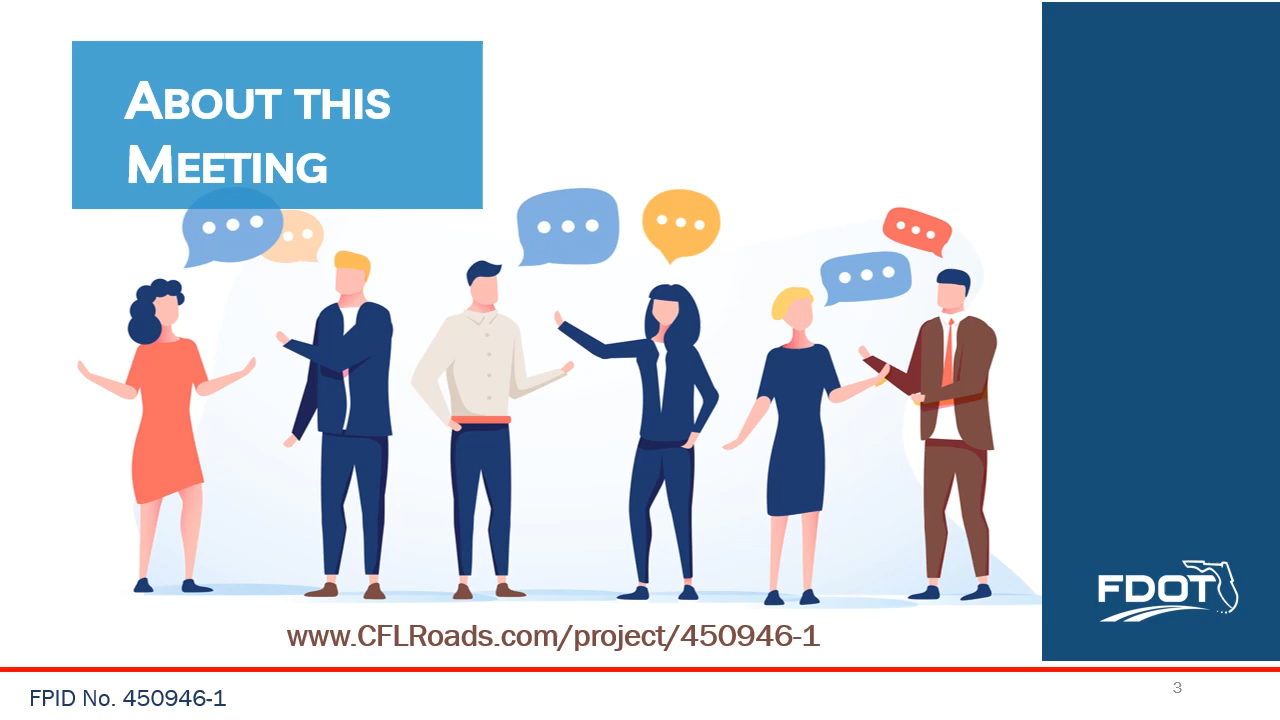 ABOUT THIS
MEETING
FDOT
www.CFLRoads.com/project/450946-1
FPID No. 450946-1
3